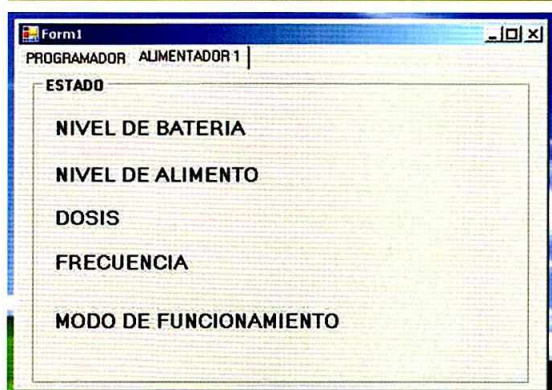 Form1
PROGRAMADOR ALIMENTADOR 1
ESTADO
NIVEL DE BATERIA
NIVEL DE ALIMENTO
DOSIS
FRECUENCIA
MODO DE FUNCIONAMIENTO